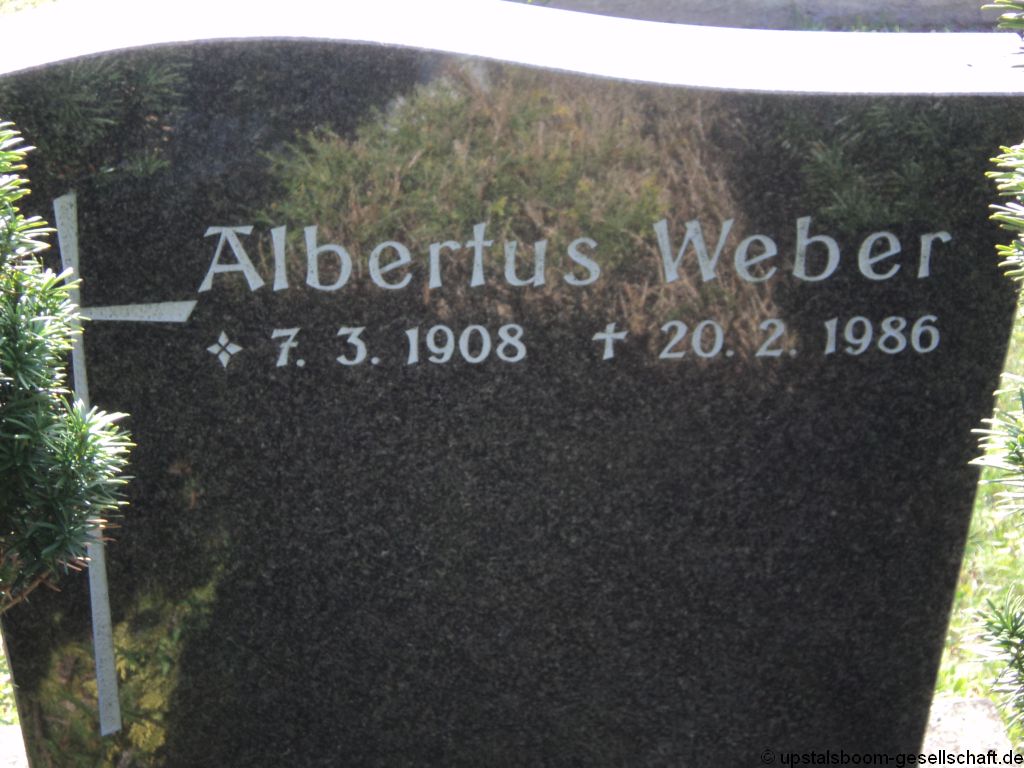 Albertus Weber
7. 3. 1908 † 20. 2. 1986
© upstalsboom-gesellschaft.de